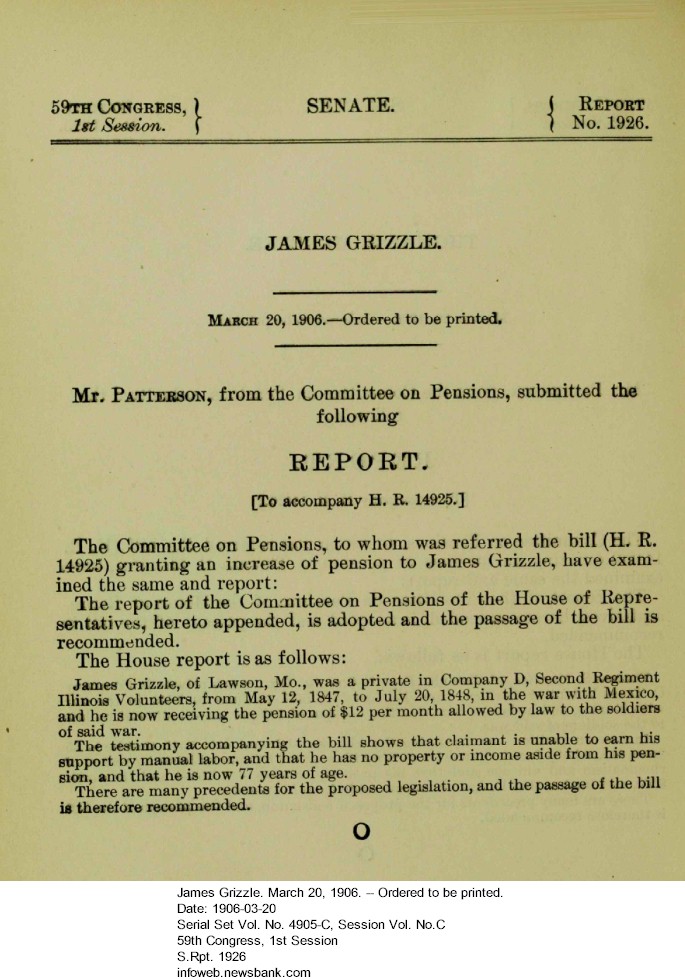 59TH CONGRESS,
1st Session.
SENATE.
REPORT
No. 1926.
JAMES GRIZZLE.
MARCH 20, 1906.—Ordered to be printed.
Mr. PATTERSON, from the Committee on Pensions, submitted the
following
REPORT.
[To accompany H. R. 14925.]
The Committee on Pensions, to whom was referred the bill (H. R.
14925) granting an increase of pension to James Grizzle, have exam-
ined the same and report:
The report of the Committee on Pensions of the House of Repre-
sentatives, hereto appended, is adopted and the passage of the bill is
recommended.
The House report is as follows:
James Grizzle, of Lawson, Mo., was a private in Company D, Second Regiment
Illinois Volunteers, from May 12, 1847, to July 20, 1848, in the war with Mexico,
and he is now receiving the pension of $12 per month allowed by law to the soldiers
of said war.
The testimony accompanying the bill shows that claimant is unable to earn his
support by manual labor, and that he has no property or income aside from his pen-
sion, and that he is now 77 years of age.
There are many precedents for the proposed legislation, and the passage of the bill
is therefore recommended.
O
James Grizzle. March 20, 1906. -- Ordered to be printed.
Date: 1906-03-20
Serial Set Vol. No. 4905-C, Session Vol. No.C
59th Congress, 1st Session
S.Rpt. 1926
infoweb.newsbank.com